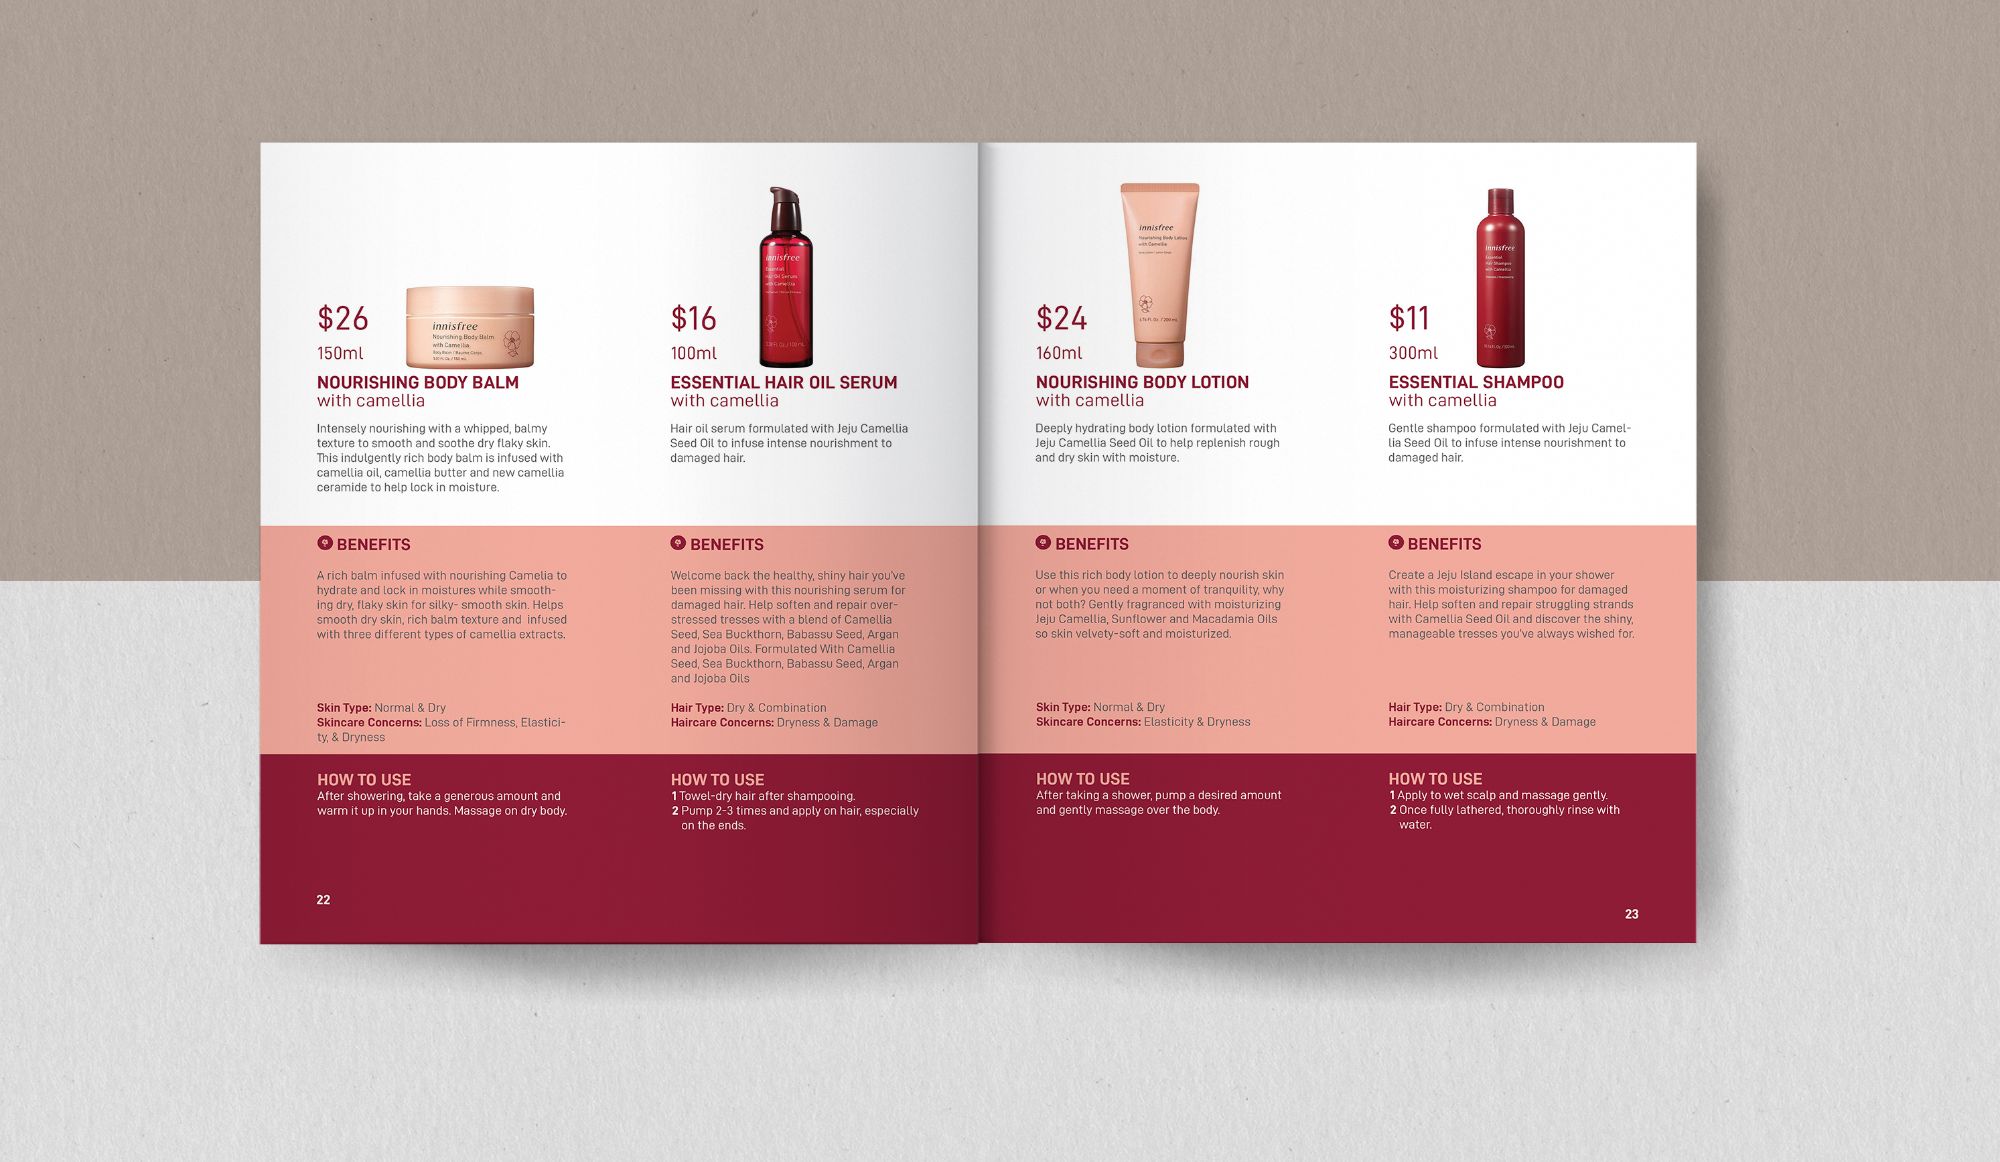 $26
150ml
innisfree
Nourishing Body Balm
with Camellia
Body Balm / Baume Corps
NOURISHING BODY BALM
with camellia
Intensely nourishing with a whipped, balmy
texture to smooth and soothe dry flaky skin.
This indulgently rich body balm is infused with
camellia oil, camellia butter and new camellia
ceramide to help lock in moisture.
BENEFITS
A rich balm infused with nourishing Camelia to
hydrate and lock in moistures while smooth-
ing dry, flaky skin for silky- smooth skin. Helps
smooth dry skin, rich balm texture and  infused
with three different types of camellia extracts.
Skin Type: Normal & Dry
Skincare Concerns: Loss of Firmness, Elastici-
ty, & Dryness
HOW TO USE
After showering, take a generous amount and
warm it up in your hands. Massage on dry body.
22
$16
100ml
innisfree
Essential
Hair Oil Serum
with Camellia
ESSENTIAL HAIR OIL SERUM
with camellia
Hair oil serum formulated with Jeju Camellia
Seed Oil to infuse intense nourishment to
damaged hair.
BENEFITS
Welcome back the healthy, shiny hair you've
been missing with this nourishing serum for
damaged hair. Help soften and repair over-
stressed tresses with a blend of Camellia
Seed, Sea Buckthorn, Babassu Seed, Argan
and Jojoba Oils. Formulated With Camellia
Seed, Sea Buckthorn, Babassu Seed, Argan
and Jojoba Oils
Hair Type: Dry & Combination
Haircare Concerns: Dryness & Damage
HOW TO USE
1 Towel-dry hair after shampooing.
2 Pump 2-3 times and apply on hair, especially
on the ends.
$24
160ml
innisfree
Nourishing Body Lotion
with Camellia
NOURISHING BODY LOTION
with camellia
Deeply hydrating body lotion formulated with
Jeju Camellia Seed Oil to help replenish rough
and dry skin with moisture.
BENEFITS
Use this rich body lotion to deeply nourish skin
or when you need a moment of tranquility, why
not both? Gently fragranced with moisturizing
Jeju Camellia, Sunflower and Macadamia Oils
so skin velvety-soft and moisturized.
Skin Type: Normal & Dry
Skincare Concerns: Elasticity & Dryness
HOW TO USE
After taking a shower, pump a desired amount
and gently massage over the body.
$11
300ml
innisfree
Essential
Hair Shampoo
with Camellia
ESSENTIAL SHAMPOO
with camellia
Gentle shampoo formulated with Jeju Camel-
lia Seed Oil to infuse intense nourishment to
damaged hair.
BENEFITS
Create a Jeju Island escape in your shower
with this moisturizing shampoo for damaged
hair. Help soften and repair struggling strands
with Camellia Seed Oil and discover the shiny,
manageable tresses you've always wished for.
Hair Type: Dry & Combination
Haircare Concerns: Dryness & Damage
HOW TO USE
1 Apply to wet scalp and massage gently.
2 Once fully lathered, thoroughly rinse with
water.
23